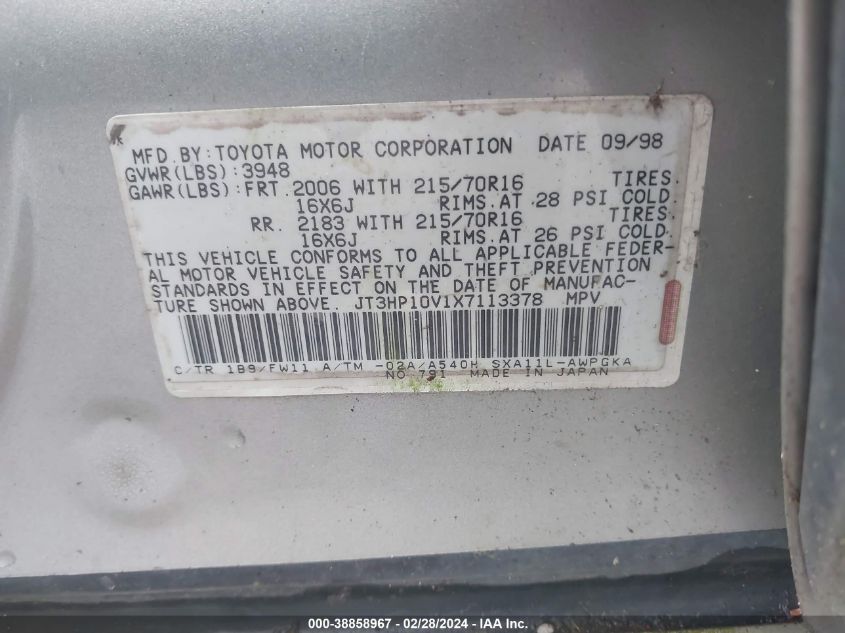 MFD.BY:TOYOTA MOTOR CORPORATION DATE 09/98
GVWR(LBS):3948
GAWR(LBS):FRT.2006 WITH 215/70R16 TIRES.
16X6J RIMS.AT 28 PSI COLD.
RR. 2183 WITH 215/70R16 TIRES.
16X6J RIMS.AT 26 PSI COLD.
THIS VEHICLE CONFORMS TO ALL APPLICABLE FEDER-
AL MOTOR VEHICLE SAFETY AND THEFT PREVENTION
STANDARDS IN EFFECT ON THE DATE OF MANUFAC-
TURE SHOWN ABOVE. JT3HP10V1X7113378 MPV
C/TR 1B9/FW11 A/TM -02A/A540H SXA11L-AWPGKA
NO.791 MADE IN JAPAN
000-38858967 / 02/28/2024 - IAA Inc.